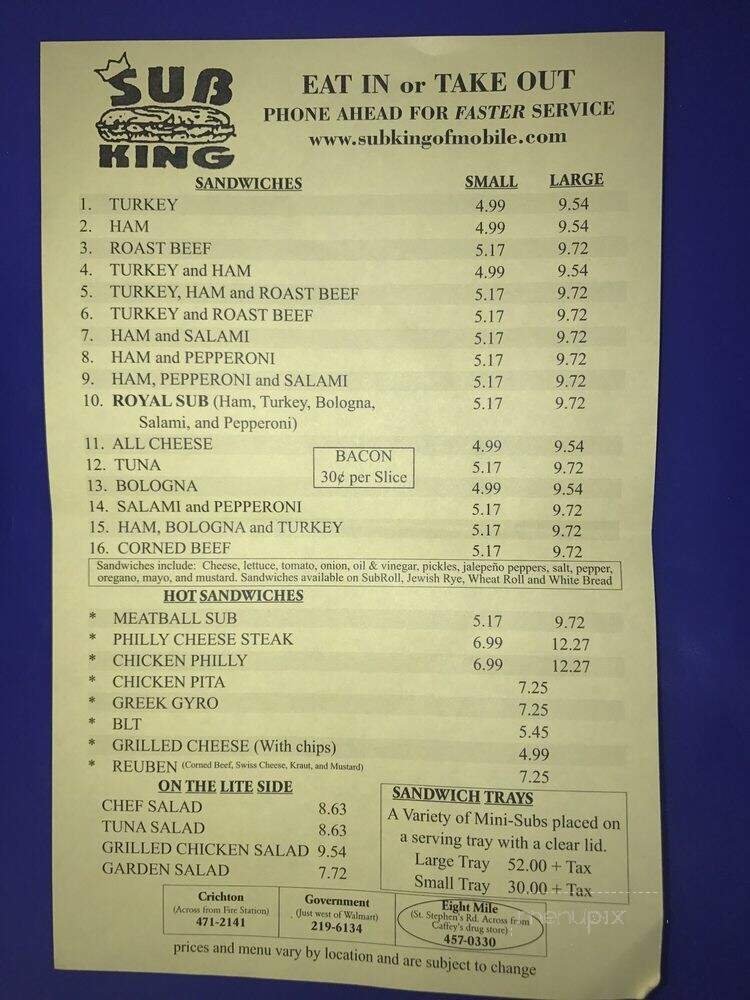 SUB
KING
EAT IN or TAKE OUT
PHONE AHEAD FOR FASTER SERVICE
www.subkingofmobile.com
SANDWICHES SMALL LARGE
1. TURKEY 4.99 9.54
2. HAM 4.99 9.54
3. ROAST BEEF 5.17 9.72
4. TURKEY and HAM 4.99 9.54
5. TURKEY, HAM and ROAST BEEF 5.17 9.72
6. TURKEY and ROAST BEEF 5.17 9.72
7. HAM and SALAMI 5.17 9.72
8. HAM and PEPPERONI 5.17 9.72
9. HAM, PEPPERONI and SALAMI 5.17 9.72
10. ROYAL SUB (Ham, Turkey, Bologna, 5.17 9.72
Salami, and Pepperoni)
11. ALL CHEESE 4.99 9.54
12. TUNA 5.17 9.72
13. BOLOGNA 4.99 9.54
BACON
30¢ per Slice
14. SALAMI and PEPPERONI 5.17 9.72
15. HAM, BOLOGNA and TURKEY 5.17 9.72
16. CORNED BEEF 5.17 9.72
Sandwiches include: Cheese, lettuce, tomato, onion, oil & vinegar, pickles, jalepeño peppers, salt, pepper,
oregano, mayo, and mustard. Sandwiches available on SubRoll, Jewish Rye, Wheat Roll and White Bread
HOT SANDWICHES
* MEATBALL SUB 5.17 9.72
* PHILLY CHEESE STEAK 6.99 12.27
* CHICKEN PHILLY 6.99 12.27
* CHICKEN PITA 7.25
* GREEK GYRO 7.25
* BLT 5.45
* GRILLED CHEESE (With chips) 4.99
* REUBEN (Corned Beef, Swiss Cheese, Kraut, and Mustard) 7.25
ON THE LITE SIDE
CHEF SALAD 8.63
TUNA SALAD 8.63
GRILLED CHICKEN SALAD 9.54
GARDEN SALAD 7.72
SANDWICH TRAYS
A Variety of Mini-Subs placed on
a serving tray with a clear lid.
Large Tray 52.00 + Tax
Small Tray 30.00 + Tax
Crichton
(Across from Fire Station)
471-2141
Government
(Just west of Walmart)
219-6134
Eight Mile
(St. Stephen's Rd. Across from
Caffey's drug store)
457-0330
menupix
prices and menu vary by location and are subject to change